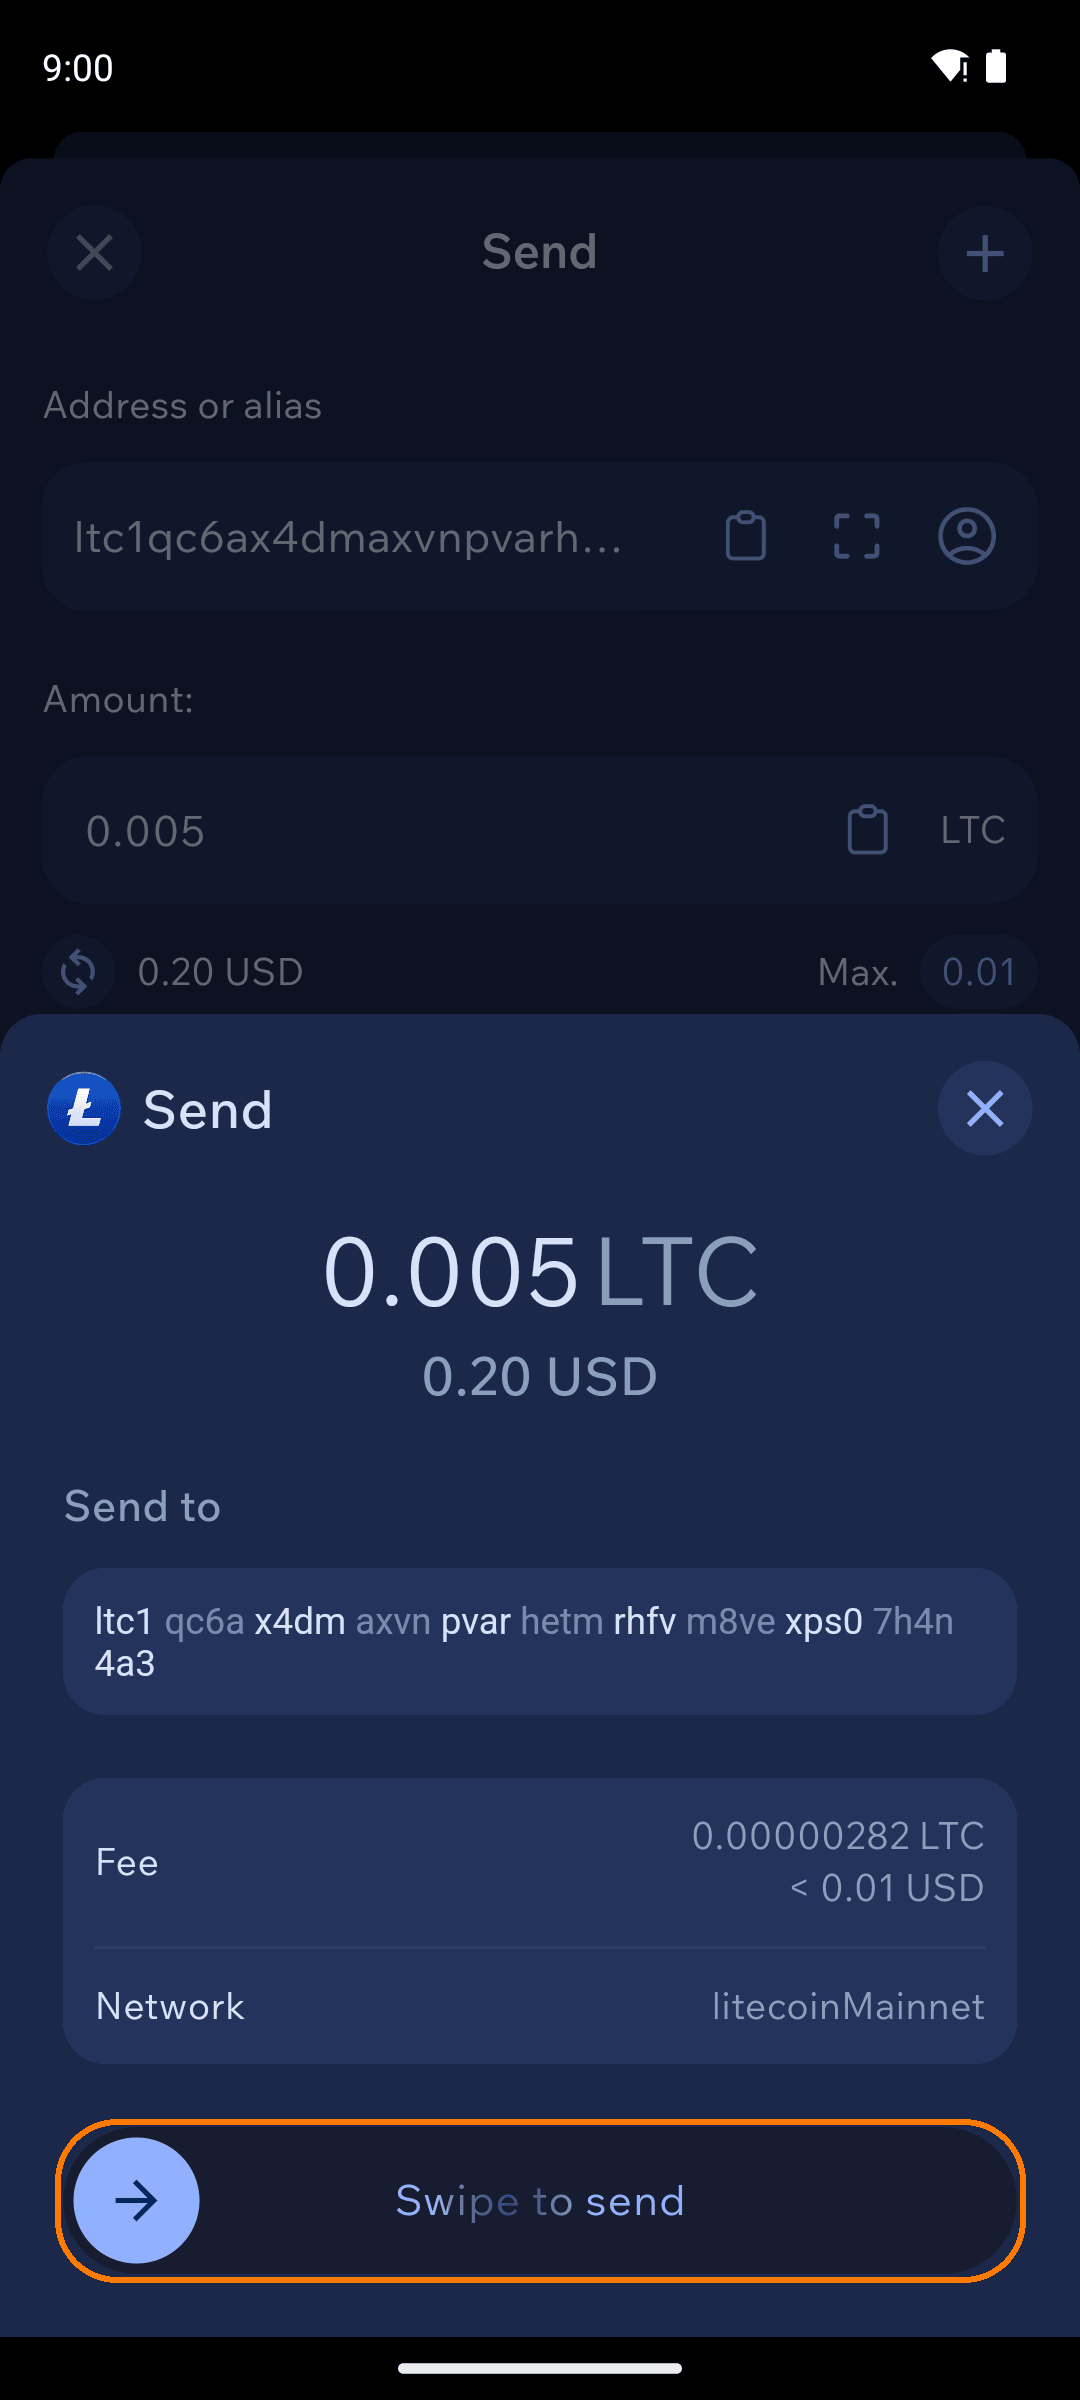 9:00
Send
Address or alias
ltc1qc6ax4dmaxvnpvarh...
Amount:
0.005 LTC
0.20 USD Max. 0.01
Send
0.005 LTC
0.20 USD
Send to
ltc1 qc6a x4dm axvn pvar hetm rhfv m8ve xps0 7h4n
4a3
Fee 0.00000282 LTC
< 0.01 USD
Network litecoinMainnet
Swipe to send